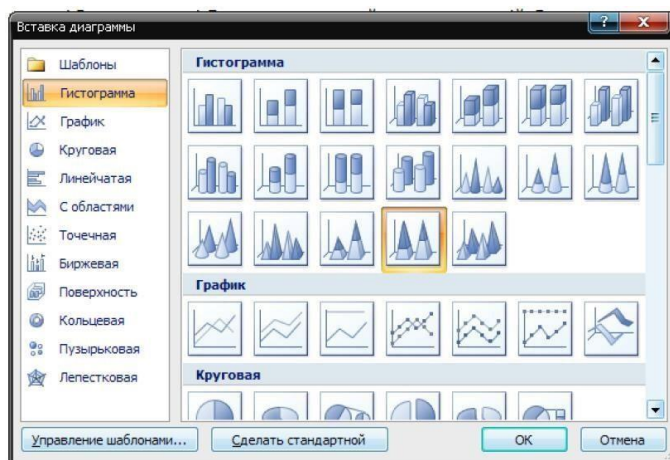 Вставка диаграммы
Шаблоны
Гистограмма
График
Круговая
Линейчатая
С областями
Точечная
Биржевая
Поверхность
Кольцевая
Пузырьковая
Лепестковая
Гистограмма
График
Круговая
Управление шаблонами...
Сделать стандартной
ОК
Отмена